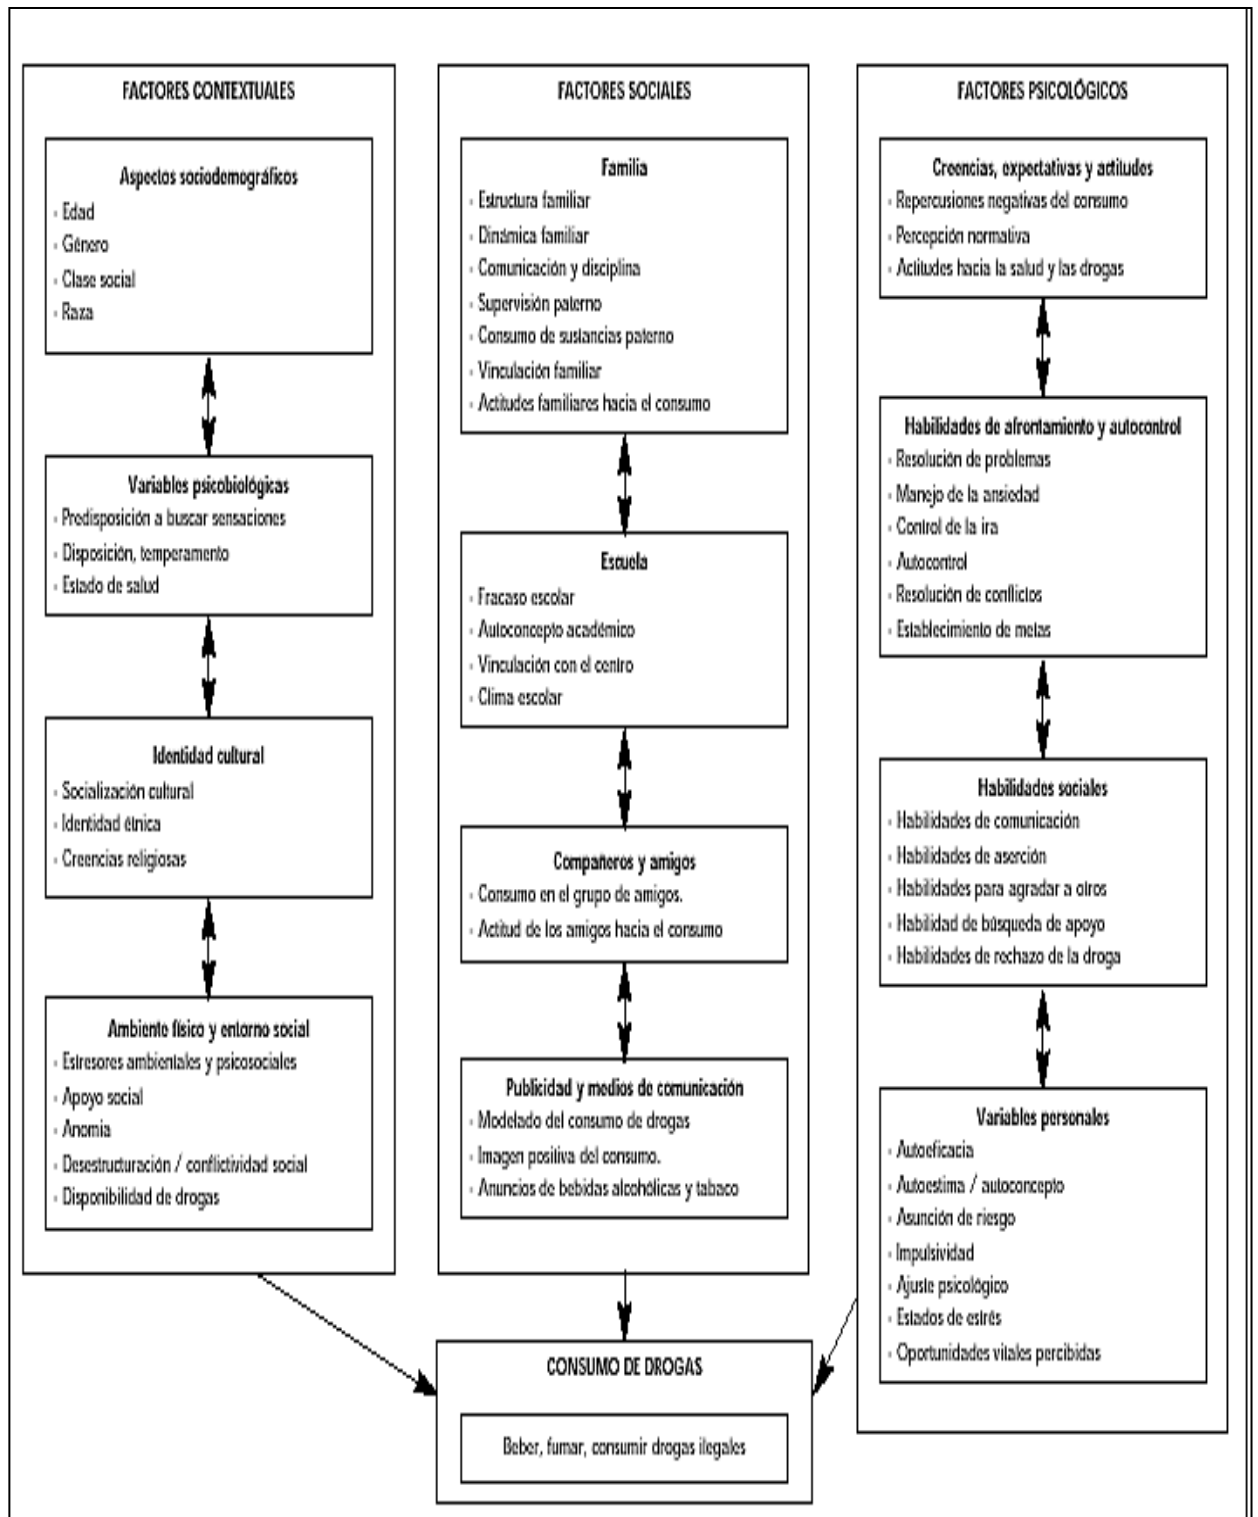 FACTORES CONTEXTUALES
Aspectos sociodemográficos
- Edad
- Género
- Clase social
- Raza
Variables psicobiológicas
- Predisposición a buscar sensaciones
- Disposición, temperamento
- Estado de salud
Identidad cultural
- Socialización cultural
- Identidad étnica
- Creencias religiosas
Ambiente físico y entorno social
- Estresores ambientales y psicosociales
- Apoyo social
- Anomia
- Desestructuración / conflictividad social
- Disponibilidad de drogas
FACTORES SOCIALES
Familia
- Estructura familiar
- Dinámica familiar
- Comunicación y disciplina
- Supervisión paterno
- Consumo de sustancias paterno
- Vinculación familiar
- Actitudes familiares hacia el consumo
Escuela
- Fracaso escolar
- Autoconcepto académico
- Vinculación con el centro
- Clima escolar
Compañeros y amigos
- Consumo en el grupo de amigos.
- Actitud de los amigos hacia el consumo
Publicidad y medios de comunicación
- Modelado del consumo de drogas
- Imagen positiva del consumo.
- Anuncios de bebidas alcohólicas y tabaco
FACTORES PSICOLÓGICOS
Creencias, expectativas y actitudes
- Repercusiones negativas del consumo
- Percepción normativa
- Actitudes hacia la salud y las drogas
Habilidades de afrontamiento y autocontrol
- Resolución de problemas
- Manejo de la ansiedad
- Control de la ira
- Autocontrol
- Resolución de conflictos
- Establecimiento de metas
Habilidades sociales
- Habilidades de comunicación
- Habilidades de aserción
- Habilidades para agradar a otros
- Habilidad de búsqueda de apoyo
- Habilidades de rechazo de la droga
Variables personales
- Autoeficacia
- Autoestima / autoconcepto
- Asunción de riesgo
- Impulsividad
- Ajuste psicológico
- Estados de estrés
- Oportunidades vitales percibidas
CONSUMO DE DROGAS
Beber, fumar, consumir drogas ilegales